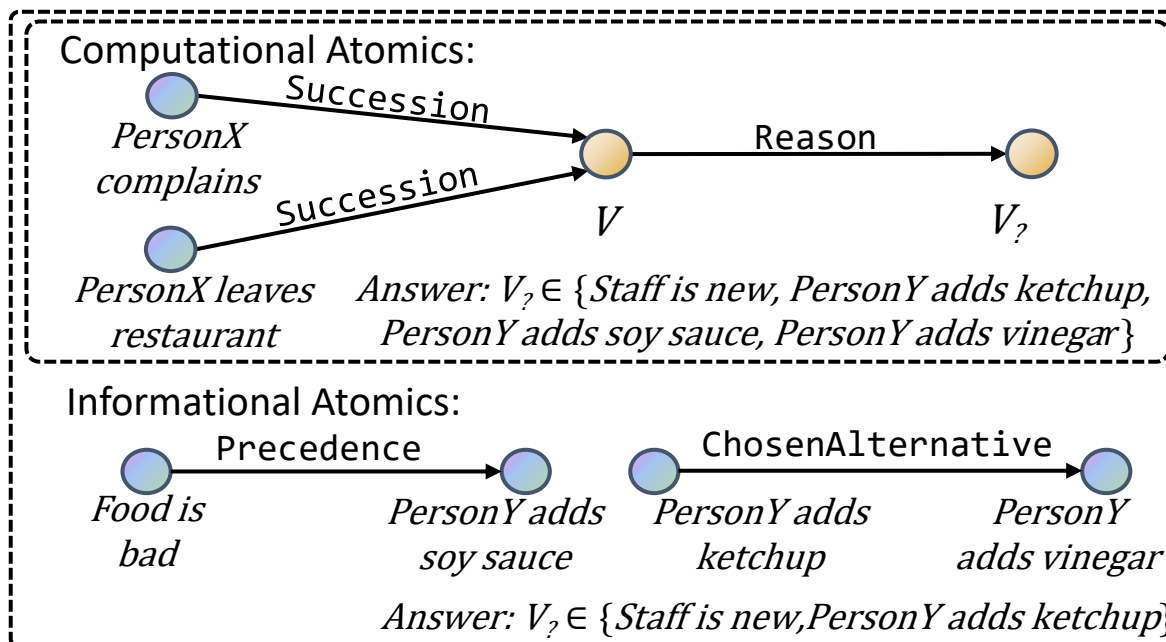 Computational Atomics:
Succession
PersonX
complains
Succession
Reason
V
V?
PersonX leaves
restaurant
Answer: V? ∈ {Staff is new, PersonY adds ketchup,
PersonY adds soy sauce, PersonY adds vinegar}
Informational Atomics:
Precedence
ChosenAlternative
Food is
bad
PersonY adds
soy sauce
PersonY adds
ketchup
PersonY
adds vinegar
Answer: V? ∈ {Staff is new,PersonY adds ketchup}